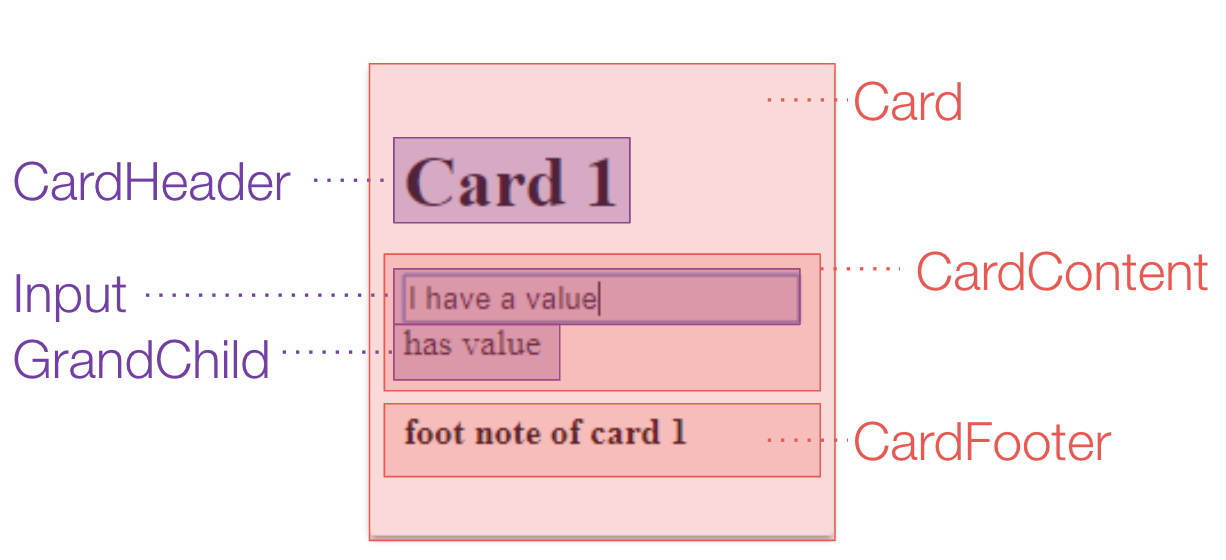 Card
CardHeader
Card 1
CardContent
Input
I have a value
GrandChild
has value
foot note of card 1
CardFooter